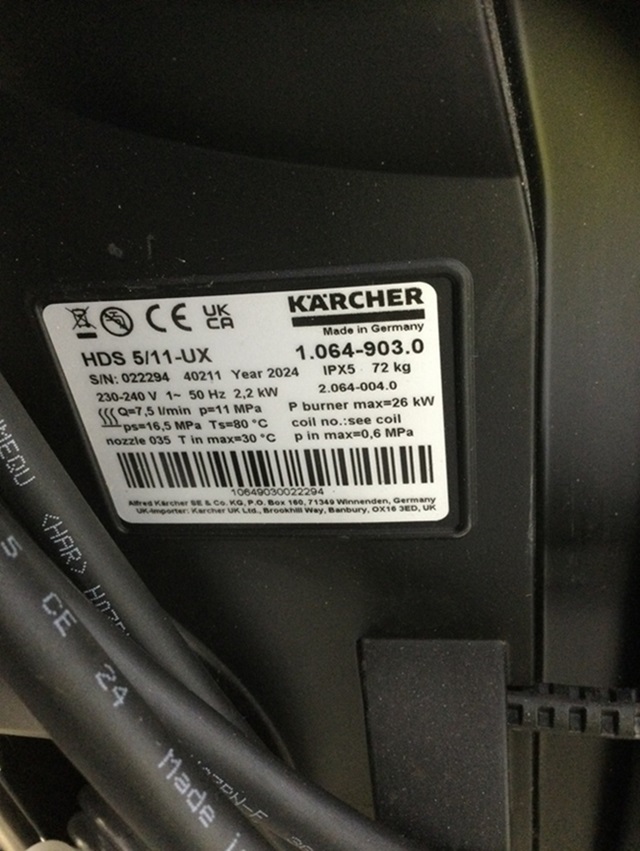 UK
CA
KÄRCHER
Made in Germany
HDS 5/11-UX 1.064-903.0
S/N: 022294 40211 Year 2024 IPX5 72 kg
230-240 V 1~ 50 Hz 2,2 kW 2.064-004.0
Q=7,5 l/min p=11 MPa P burner max=26 kW
ps=16,5 MPa Ts=80 °C coil no.:see coil
nozzle 035 T in max=30 °C p in max=0,6 MPa
10649030022294
Alfred Kärcher SE & Co. KG, P.O. Box 160, 71349 Winnenden, Germany
UK-Importer: Karcher UK Ltd., Brookhill Way, Banbury, OX16 3ED, UK
<HAR>
5 CE 24 Made